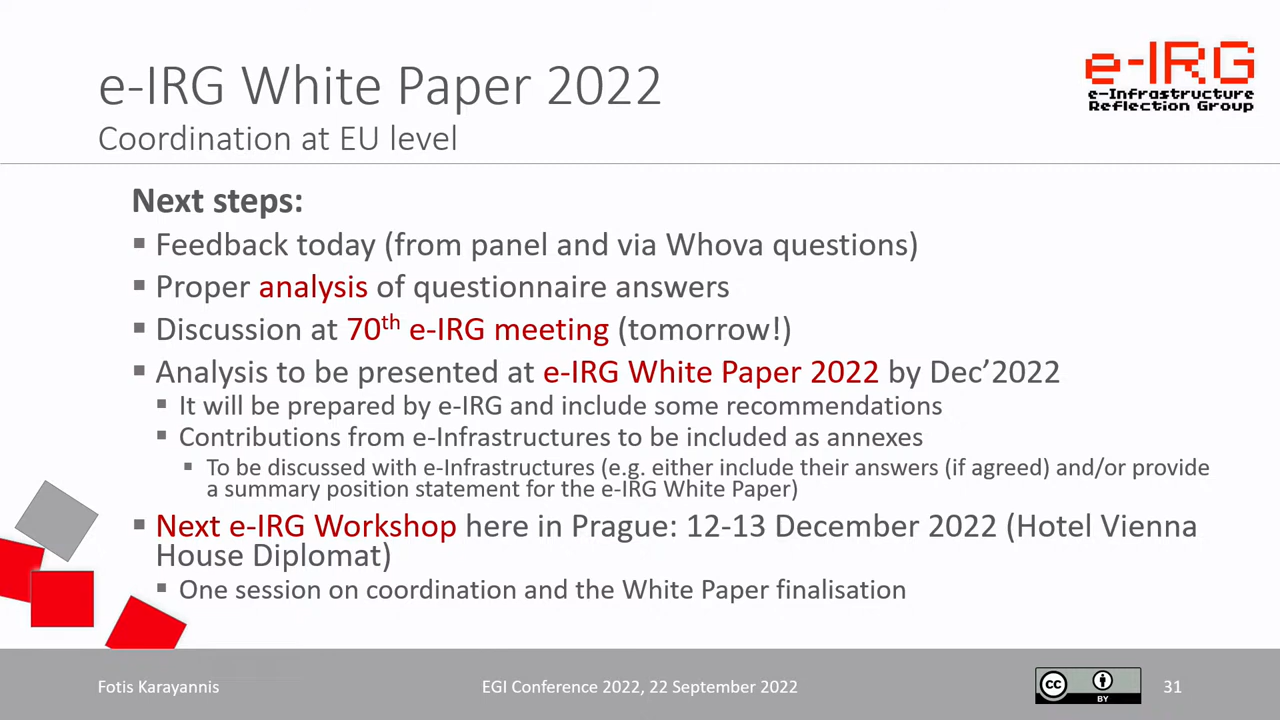 e-IRG White Paper 2022
Coordination at EU level
e-IRG
e-Infrastructure
Reflection Group
Next steps:
▪ Feedback today (from panel and via Whova questions)
▪ Proper analysis of questionnaire answers
▪ Discussion at 70th e-IRG meeting (tomorrow!)
▪ Analysis to be presented at e-IRG White Paper 2022 by Dec’2022
▪ It will be prepared by e-IRG and include some recommendations
▪ Contributions from e-Infrastructures to be included as annexes
▪ To be discussed with e-Infrastructures (e.g. either include their answers (if agreed) and/or provide
a summary position statement for the e-IRG White Paper)
▪ Next e-IRG Workshop here in Prague: 12-13 December 2022 (Hotel Vienna
House Diplomat)
▪ One session on coordination and the White Paper finalisation
Fotis Karayannis
EGI Conference 2022, 22 September 2022
CC
BY
31